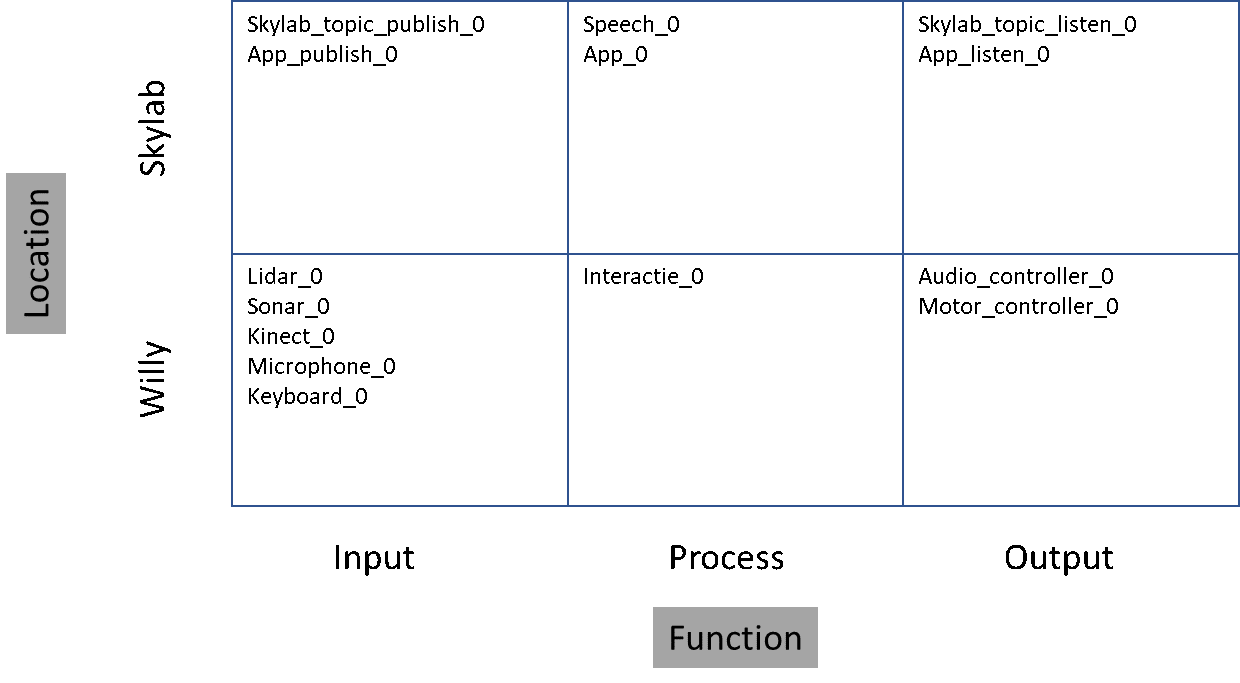 Skylab_topic_publish_0
App_publish_0
Speech_0
App_0
Skylab_topic_listen_0
App_listen_0
Skylab
Location
Lidar_0
Sonar_0
Kinect_0
Microphone_0
Keyboard_0
Interactie_0
Audio_controller_0
Motor_controller_0
Willy
Input
Process
Output
Function